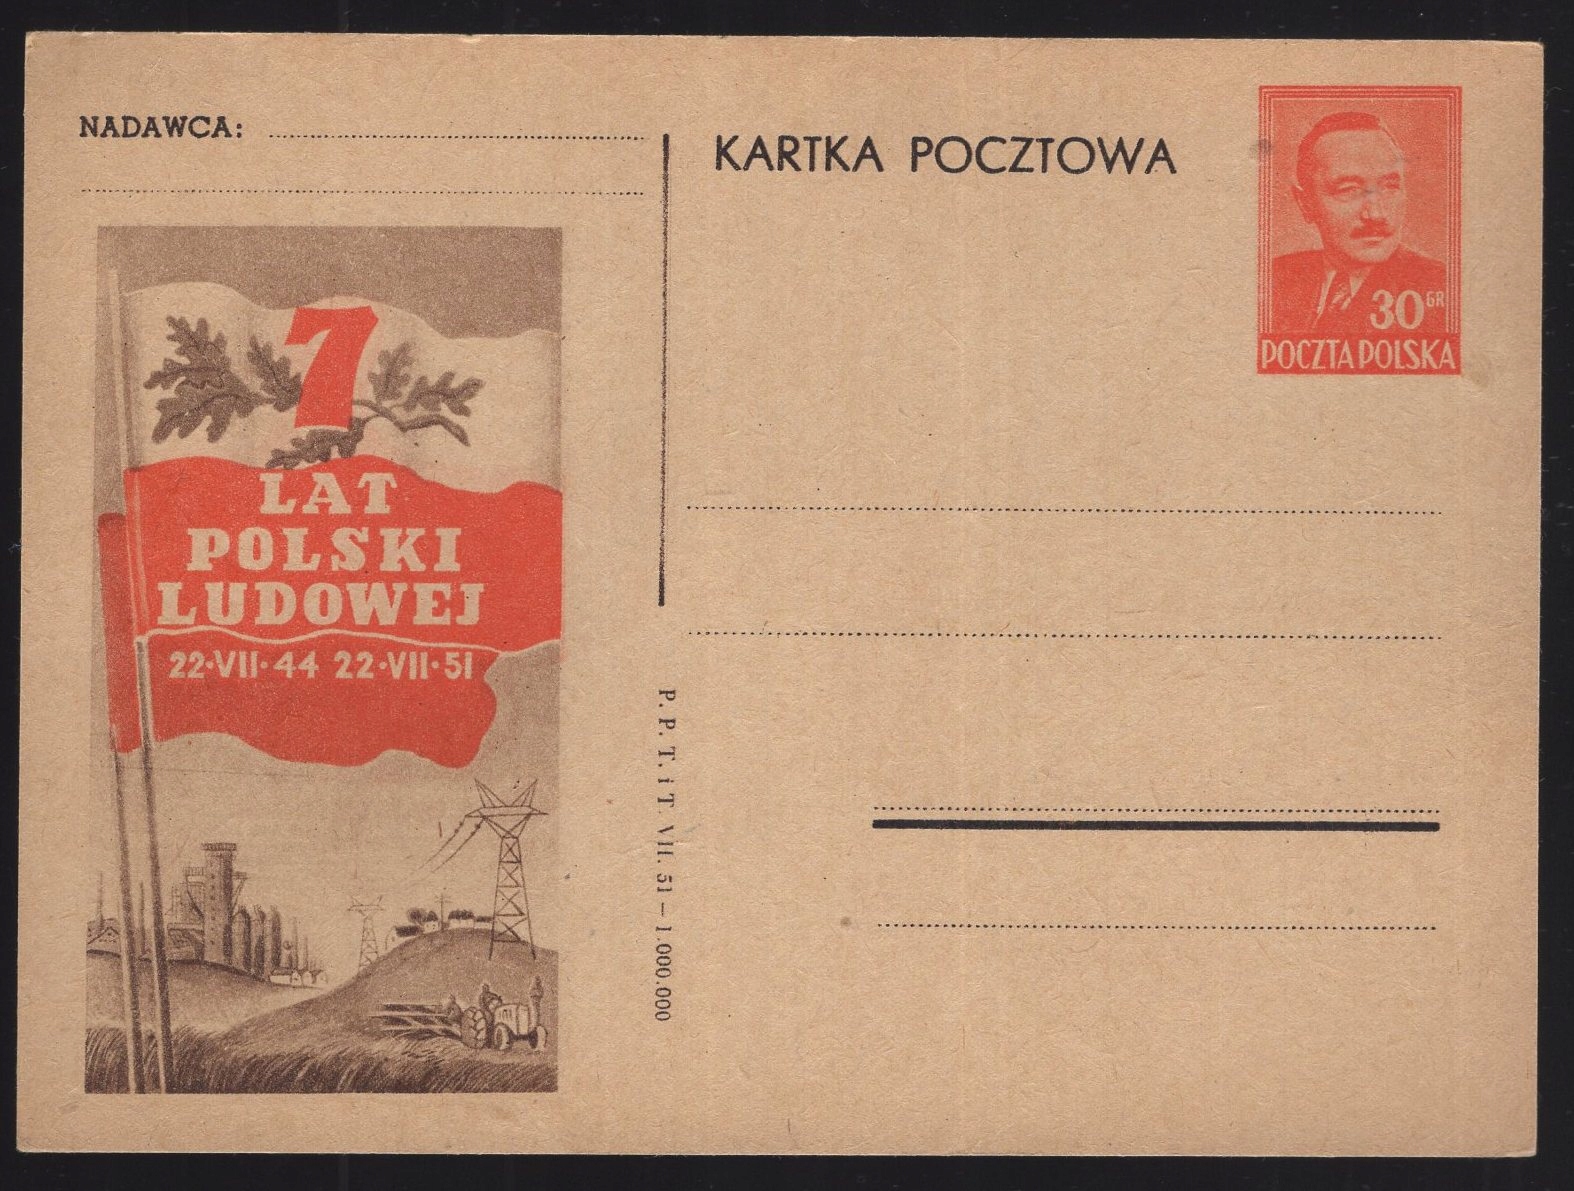 NADAWCA:
KARTKA POCZTOWA
30 GR
POCZTA POLSKA
7
LAT
POLSKI
LUDOWEJ
22·VII·44 22·VII·51
P. P. T. i T. VII. 51 – 1.000.000